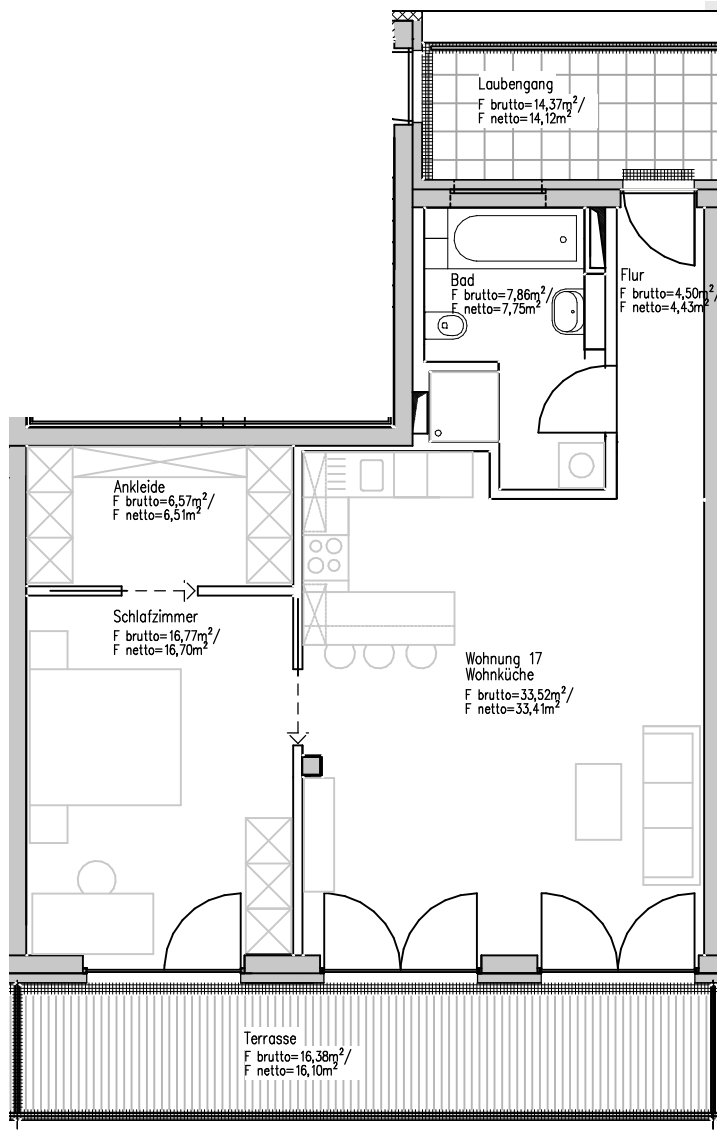 Laubengang
F brutto=14,37m²/
F netto=14,12m²
Bad
F brutto=7,86m²/
F netto=7,75m²
Flur
F brutto=4,50m²/
F netto=4,43m²
Ankleide
F brutto=6,57m²/
F netto=6,51m²
Schlafzimmer
F brutto=16,77m²/
F netto=16,70m²
Wohnung 17
Wohnküche
F brutto=33,52m²/
F netto=33,41m²
Terrasse
F brutto=16,38m²/
F netto=16,10m²